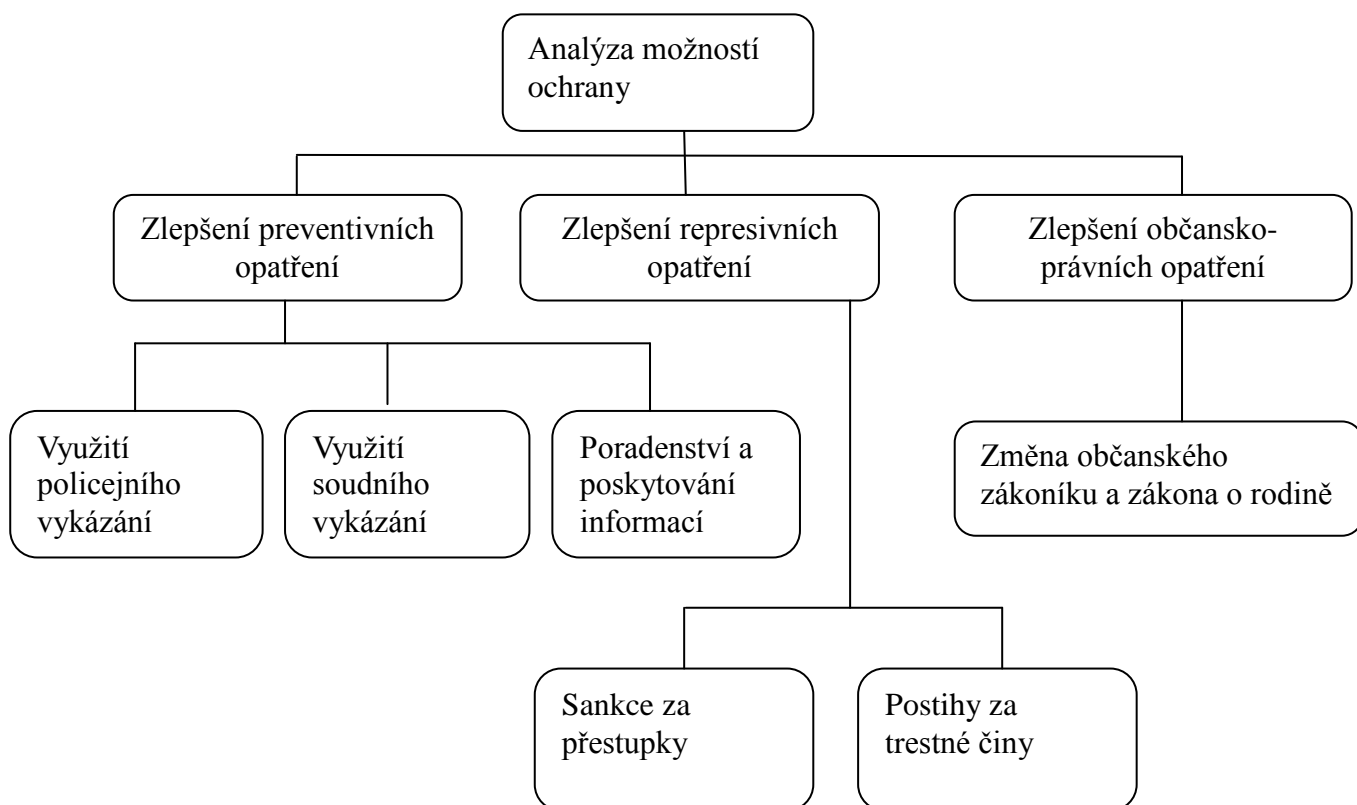 Analýza možností
ochrany
Zlepšení preventivních
opatření
Zlepšení represivních
opatření
Zlepšení občansko-
právních opatření
Využití
policejního
vykázání
Využití
soudního
vykázání
Poradenství a
poskytování
informací
Změna občanského
zákoníku a zákona o rodině
Sankce za
přestupky
Postihy za
trestné činy